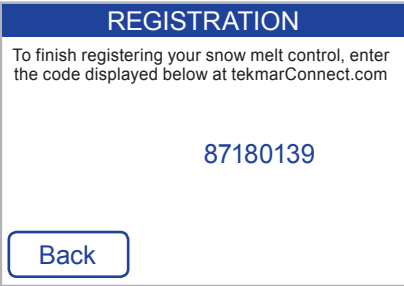 REGISTRATION
To finish registering your snow melt control, enter
the code displayed below at tekmarConnect.com
87180139
Back